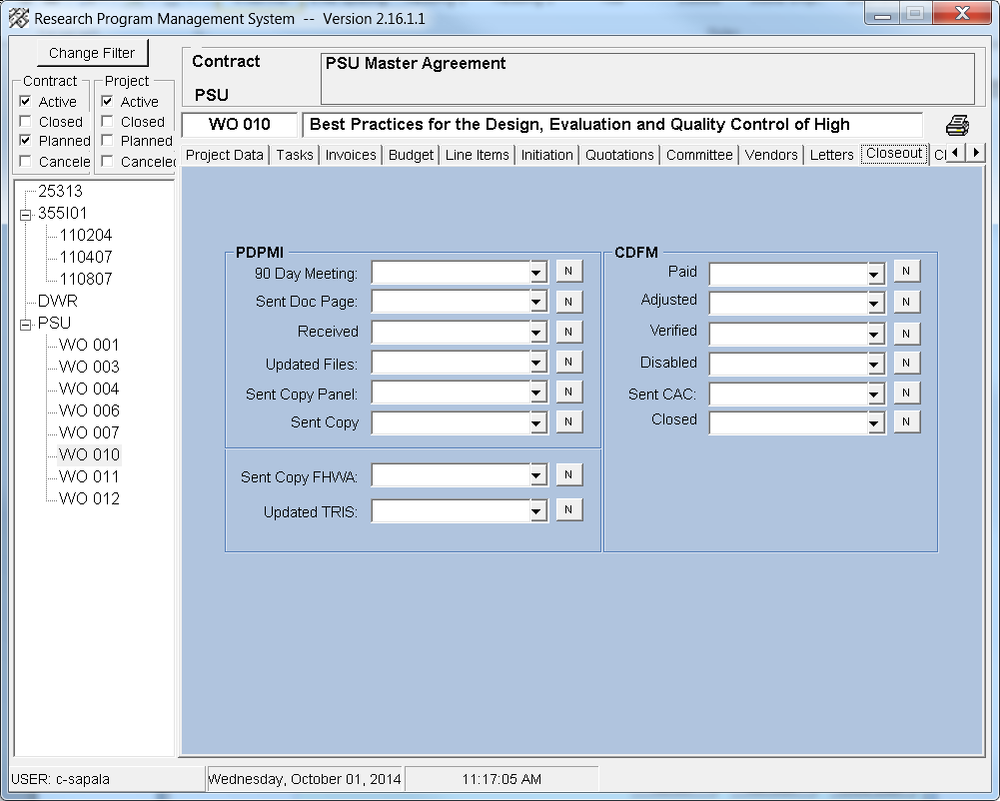 Research Program Management System -- Version 2.16.1.1
Change Filter
Contract
Project
Active
Active
Closed
Closed
Planned
Planned
Cancele
Canceled
25313
355I01
110204
110407
110807
DWR
PSU
WO 001
WO 003
WO 004
WO 006
WO 007
WO 010
WO 011
WO 012
Contract
PSU Master Agreement
PSU
WO 010
Best Practices for the Design, Evaluation and Quality Control of High
Project Data Tasks Invoices Budget Line Items Initiation Quotations Committee Vendors Letters Closeout
PDPMI
90 Day Meeting: N
Sent Doc Page: N
Received N
Updated Files: N
Sent Copy Panel: N
Sent Copy N
Sent Copy FHWA: N
Updated TRIS: N
CDFM
Paid N
Adjusted N
Verified N
Disabled N
Sent CAC: N
Closed N
USER: c-sapala
Wednesday, October 01, 2014
11:17:05 AM